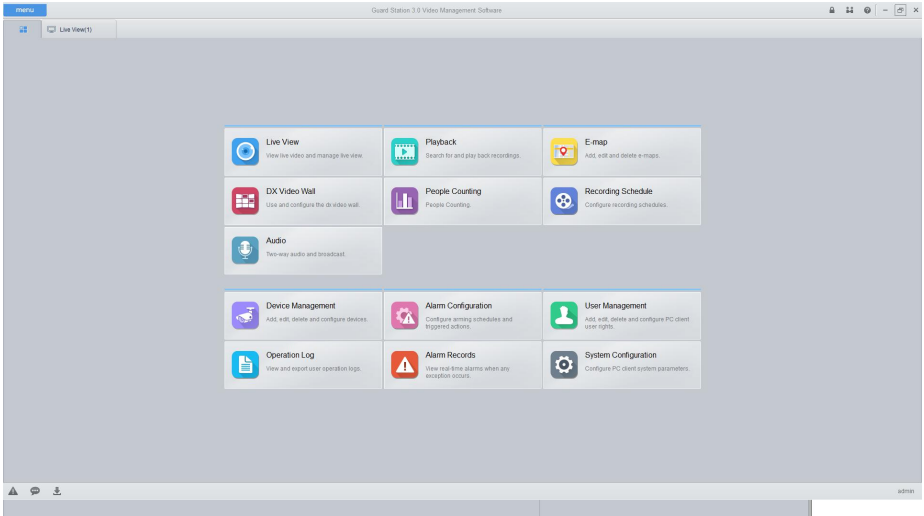 menu
Guard Station 3.0 Video Management Software
Live View(1)
Live View
View live video and manage live view.
Playback
Search for and play back recordings.
E-map
Add, edit and delete e-maps.
DX Video Wall
Use and configure the dx video wall.
People Counting
People Counting.
Recording Schedule
Configure recording schedules.
Audio
Two-way audio and broadcast.
Device Management
Add, edit, delete and configure devices.
Alarm Configuration
Configure arming schedules and
triggered actions.
User Management
Add, edit, delete and configure PC client
user rights.
Operation Log
View and export user operation logs.
Alarm Records
View real-time alarms when any
exception occurs.
System Configuration
Configure PC client system parameters.
admin